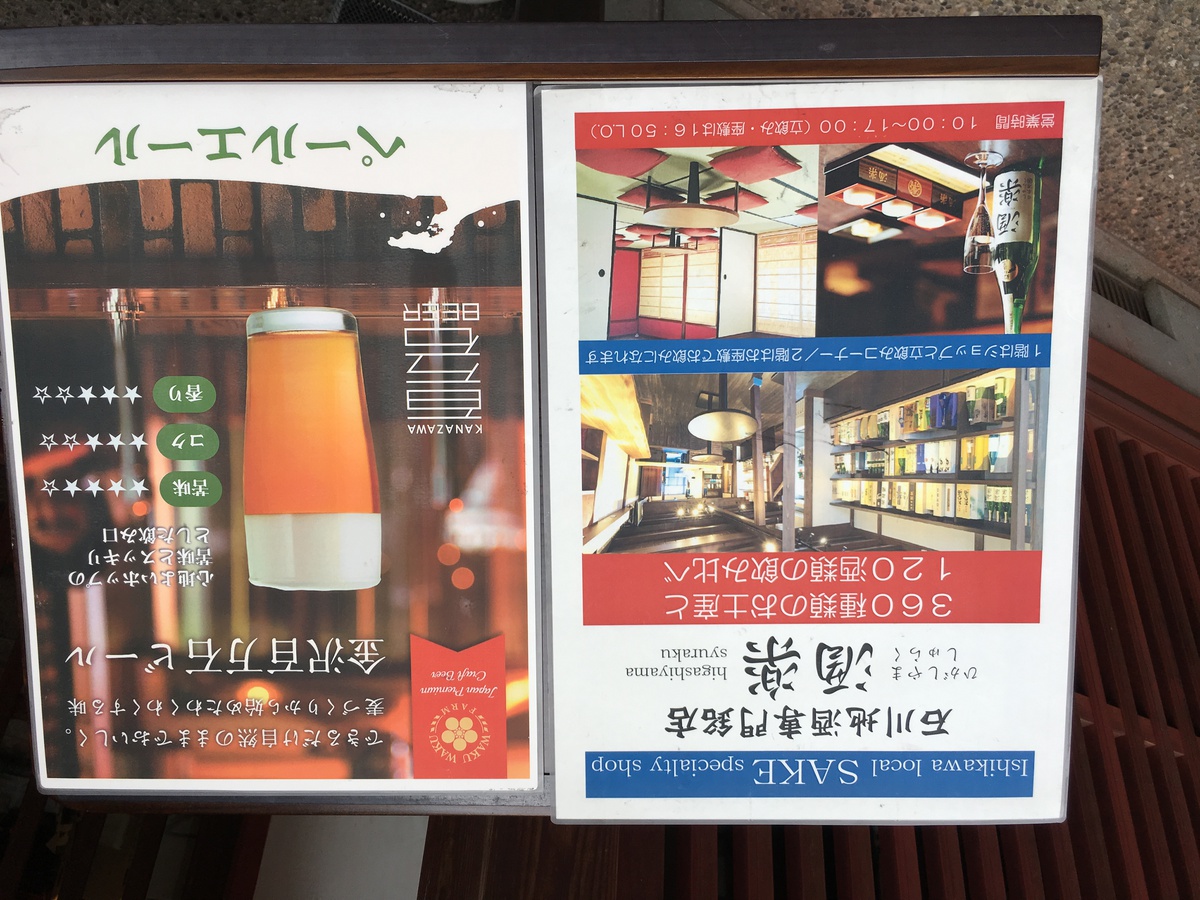 Ishikawa local SAKE specialty shop
石川地酒専門銘店
ひがしやま
しゅらく
酒楽
higashiyama
syuraku
３６０種類のお土産と
１２０酒類の飲み比べ
１階はショップと立飲みコーナー／２階はお座敷でお飲みになれます
酒楽
酒楽
営業時間 １０：００〜１７：００（立飲み・座敷は１６：５０ L.O.）
WAKU WAKU
FARM
Japan Premium
Craft Beer
できるだけ自然のままでおいしく。
麦づくりから始めたわくわくする味
金沢百万石ビール
心地よいホップの
苦味とスッキリ
とした飲み口
苦味 ★★★★☆
コク ★★★☆☆
香り ★★★☆☆
KANAZAWA
百万石
BEER
ペールエール